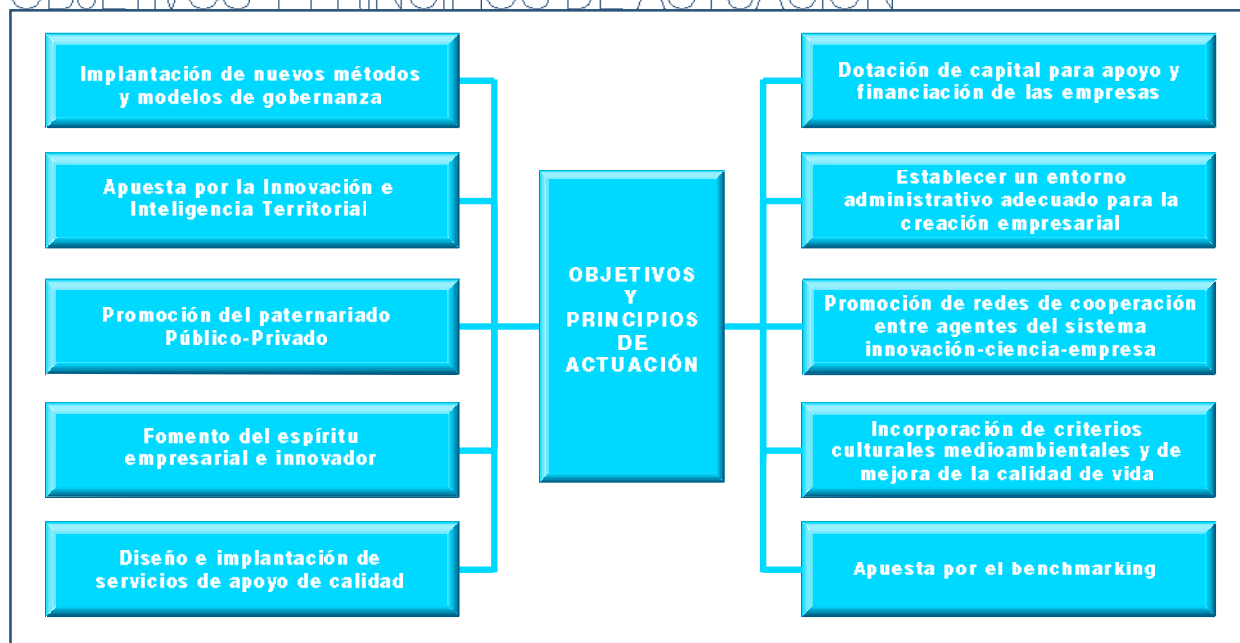 OBJETIVOS Y PRINCIPIOS DE ACTUACIÓN
Implantación de nuevos métodos
y modelos de gobernanza
Apuesta por la Innovación e
Inteligencia Territorial
Promoción del paternariado
Público-Privado
Fomento del espíritu
empresarial e innovador
Diseño e implantación de
servicios de apoyo de calidad
OBJETIVOS
Y
PRINCIPIOS
DE
ACTUACIÓN
Dotación de capital para apoyo y
financiación de las empresas
Establecer un entorno
administrativo adecuado para la
creación empresarial
Promoción de redes de cooperación
entre agentes del sistema
innovación-ciencia-empresa
Incorporación de criterios
culturales medioambientales y de
mejora de la calidad de vida
Apuesta por el benchmarking